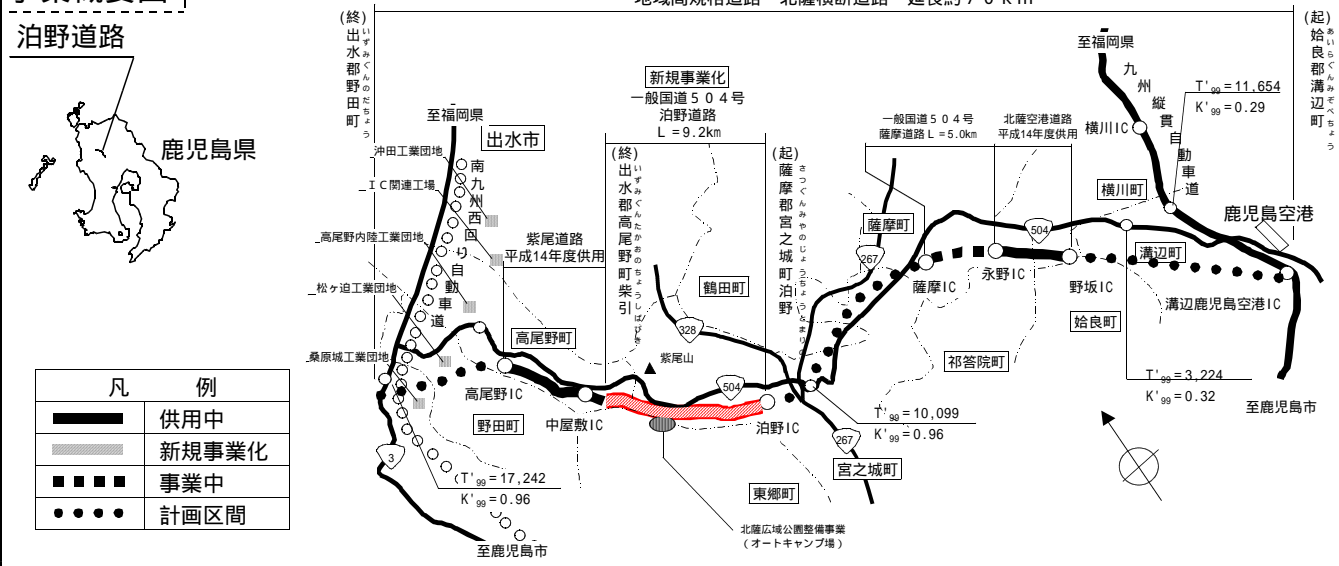 事業概要図
地域高規格道路 北薩横断道路 延長約70km
泊野道路
鹿児島県
(終)
出水郡野田町
いずみぐんのだちょう
至福岡県
出水市
沖田工業団地
IC関連工場
高尾野内陸工業団地
松ヶ迫工業団地
桑原城工業団地
南九州西回り自動車道
紫尾道路
平成14年度供用
高尾野町
高尾野IC
中屋敷IC
野田町
3
T'99=17,242
K'99=0.96
至鹿児島市
新規事業化
一般国道504号
泊野道路
L=9.2km
(終)
出水郡高尾野町柴引
いずみぐんたかおのちょうしばびき
鶴田町
328
紫尾山
504
(起)
薩摩郡宮之城町泊野
泊野IC
東郷町
北薩広域公園整備事業
(オートキャンプ場)
267
宮之城町
T'99=10,099
K'99=0.96
一般国道504号
薩摩道路L=5.0km
北薩空港道路
平成14年度供用
薩摩町
267
薩摩IC
永野IC
504
野坂IC
祁答院町
姶良町
至福岡県
九州縦貫自動車道
横川IC
横川町
T'99=11,654
K'99=0.29
溝辺町
鹿児島空港
溝辺鹿児島空港IC
T'99=3,224
K'99=0.32
至鹿児島市
(起)
姶良郡溝辺町
あいらぐんみぞべちょう
凡 例
供用中
新規事業化
事業中
計画区間